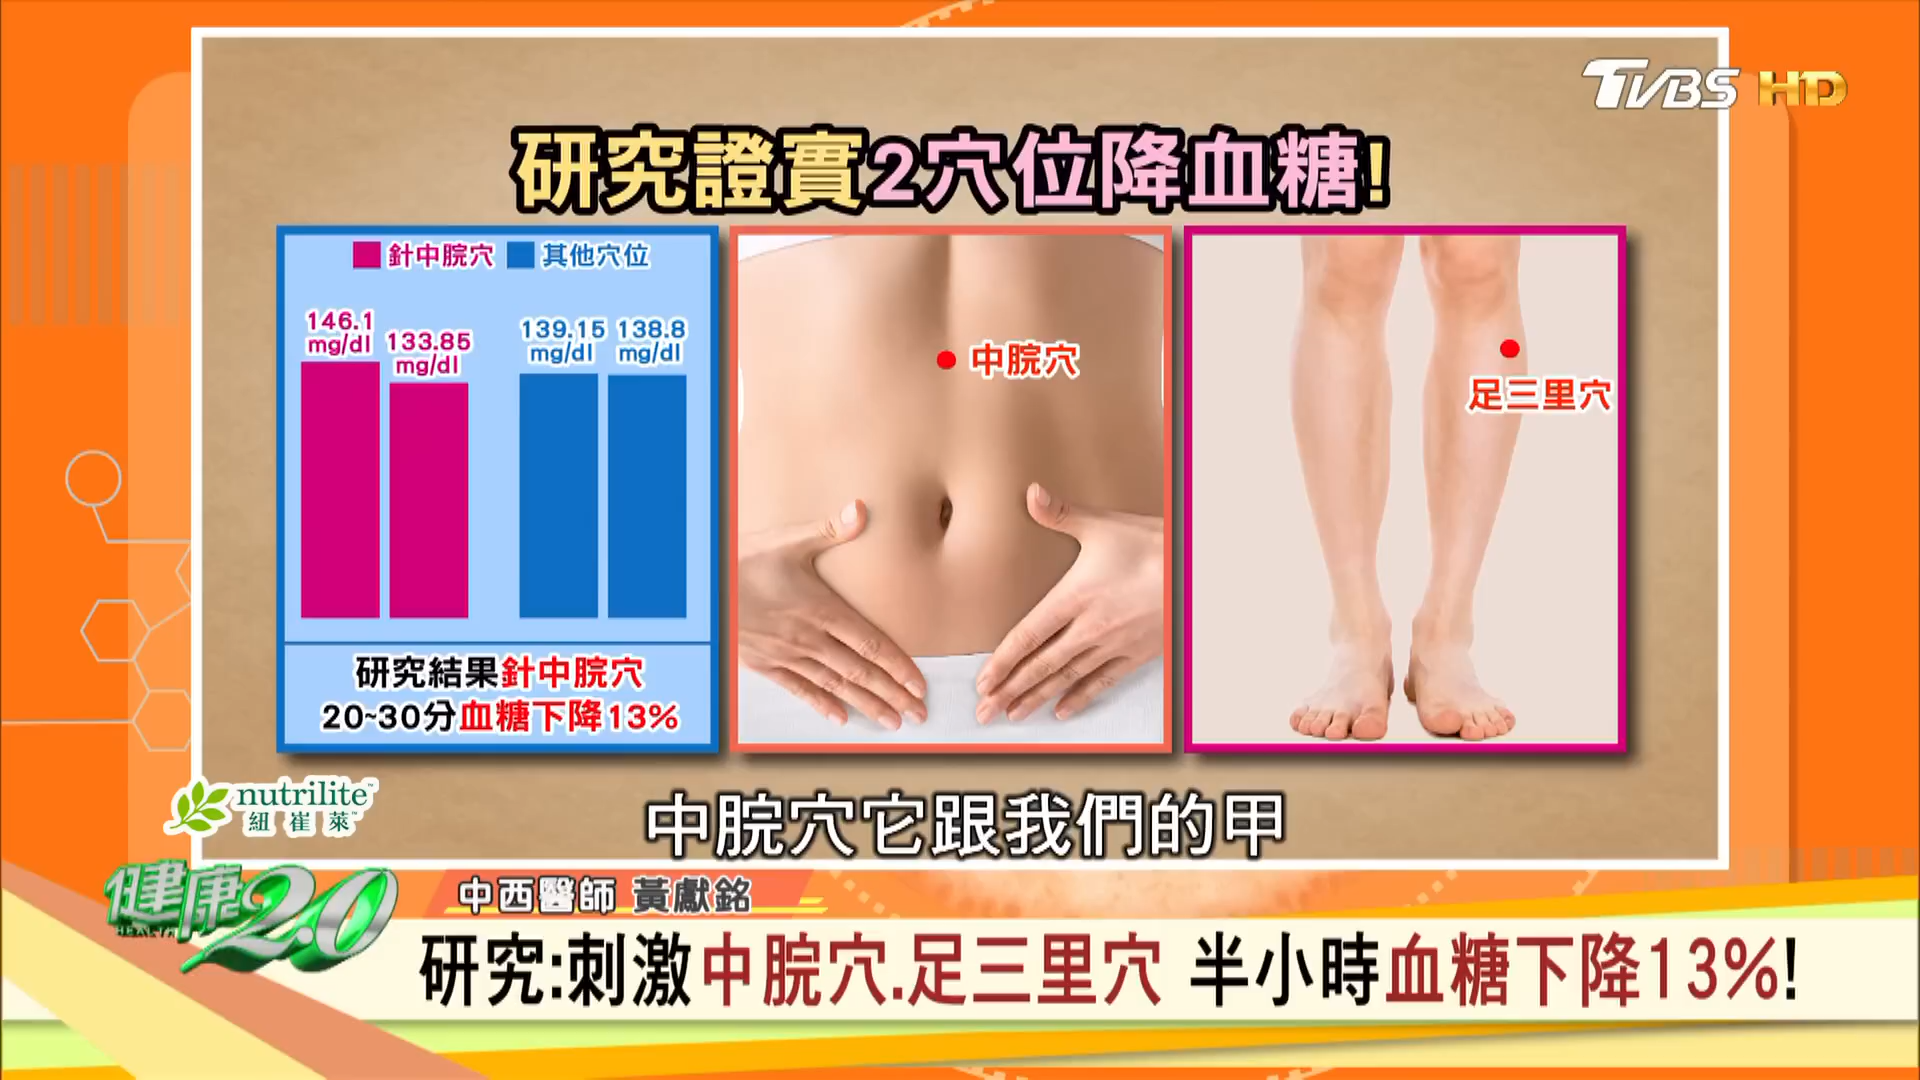 TVBS HD
研究證實2穴位降血糖!
針中脘穴 其他穴位
146.1
mg/dl
133.85
mg/dl
139.15
mg/dl
138.8
mg/dl
研究結果針中脘穴
20~30分血糖下降13%
中脘穴
足三里穴
nutrilite™
紐崔萊™
中脘穴它跟我們的甲
健康2.0
HEALTH
中西醫師 黃獻銘
研究:刺激中脘穴.足三里穴 半小時血糖下降13%!